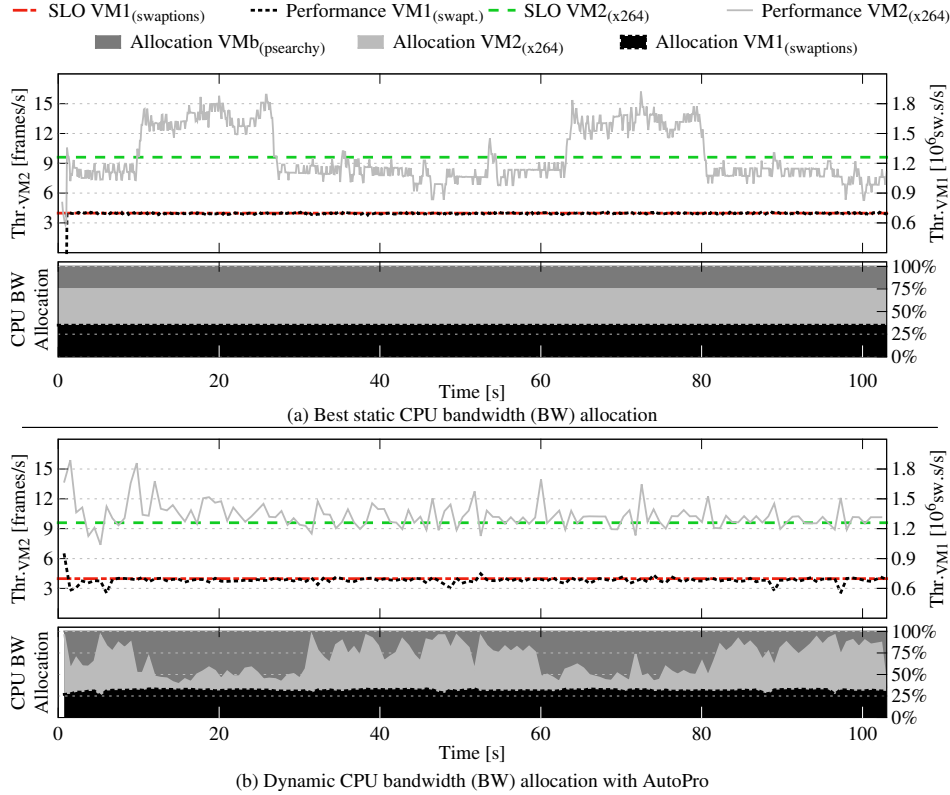 SLO VM1(swaptions) Performance VM1(swapt.) SLO VM2(x264) Performance VM2(x264)
Allocation VMb(psearchy) Allocation VM2(x264) Allocation VM1(swaptions)
Thr.VM2 [frames/s]
15
12
9
6
3
1.8
1.5
1.2
0.9
0.6
Thr.VM1 [10^6sw.s/s]
CPU BW
Allocation
100%
75%
50%
25%
0%
0 20 40 60 80 100
Time [s]
(a) Best static CPU bandwidth (BW) allocation
Thr.VM2 [frames/s]
15
12
9
6
3
1.8
1.5
1.2
0.9
0.6
Thr.VM1 [10^6sw.s/s]
CPU BW
Allocation
100%
75%
50%
25%
0%
0 20 40 60 80 100
Time [s]
(b) Dynamic CPU bandwidth (BW) allocation with AutoPro